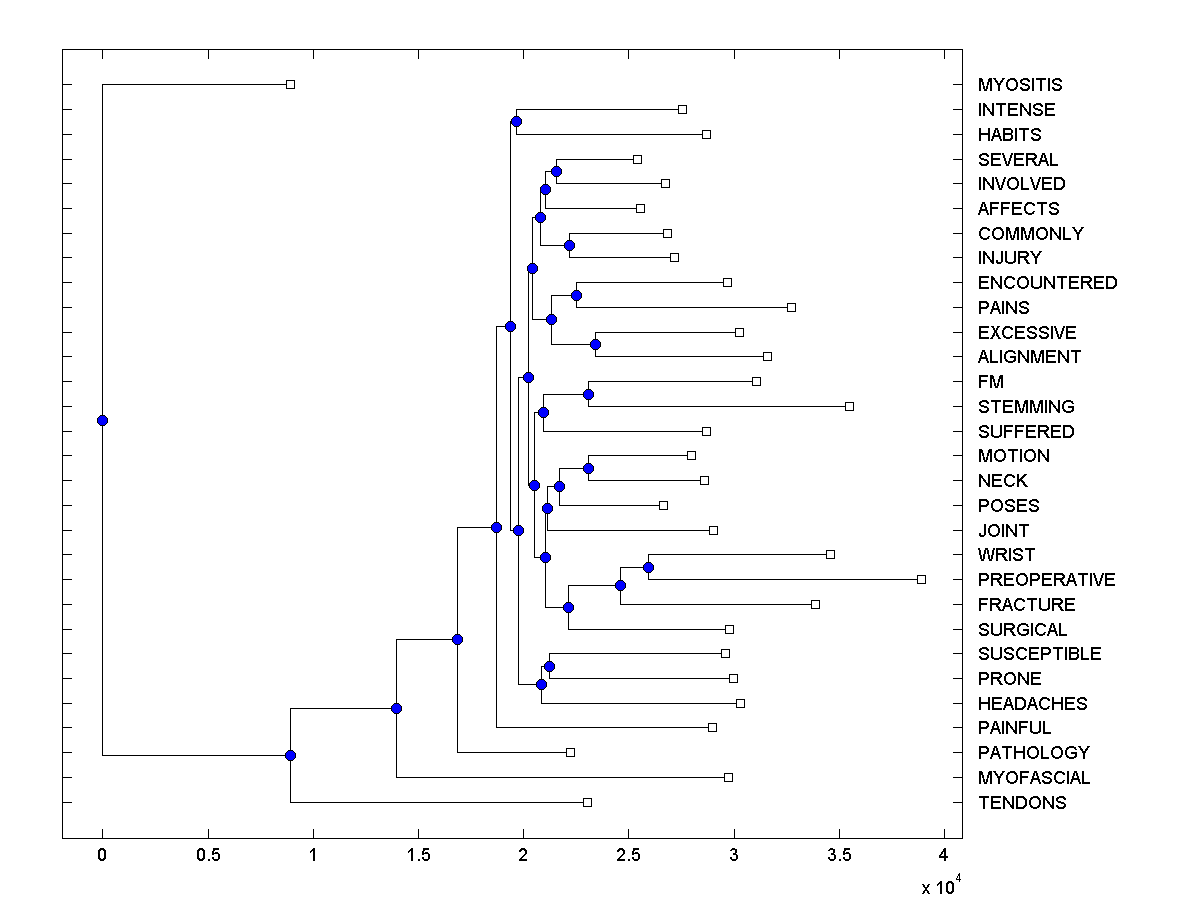 MYOSITIS
INTENSE
HABITS
SEVERAL
INVOLVED
AFFECTS
COMMONLY
INJURY
ENCOUNTERED
PAINS
EXCESSIVE
ALIGNMENT
FM
STEMMING
SUFFERED
MOTION
NECK
POSES
JOINT
WRIST
PREOPERATIVE
FRACTURE
SURGICAL
SUSCEPTIBLE
PRONE
HEADACHES
PAINFUL
PATHOLOGY
MYOFASCIAL
TENDONS
0 0.5 1 1.5 2 2.5 3 3.5 4
x 10^4